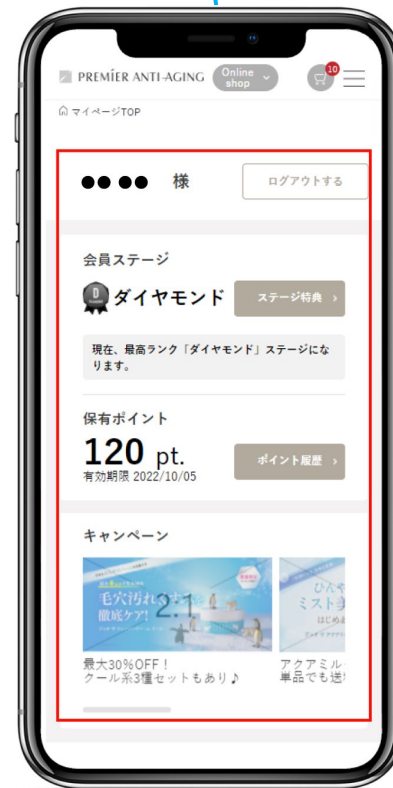 PREMIER ANTI-AGING
Online
shop
10
マイページTOP
●● ●● 様
ログアウトする
会員ステージ
D
ダイヤモンド
ステージ特典 ›
現在、最高ランク「ダイヤモンド」ステージにな
ります。
保有ポイント
120 pt.
有効期限 2022/10/05
ポイント履歴 ›
キャンペーン
毛穴汚れ
徹底ケア!
2:1
ひんや
ミスト美
はじめ
最大30%OFF!
クール系3種セットもあり♪
アクアミル
単品でも送